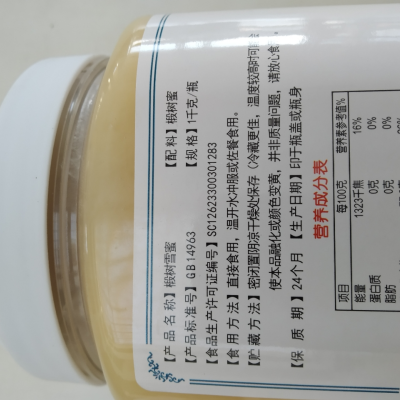 【产品名称】椴树雪蜜 【配 料】椴树蜜
【产品标准号】GB14963 【规 格】1千克/瓶
【食品生产许可证编号】SC12623300301283
【食用方法】直接食用，温开水冲服或佐餐食用。
【贮藏方法】密闭置阴凉干燥处保存（冷藏更佳，温度较高时可
使本品融化或颜色变黄，并非质量问题，请放心食
【保 质 期】24个月 【生产日期】印于瓶盖或瓶身
营养成分表
项目 每100克 营养素参考值%
能量 1323千焦 16%
蛋白质 0克 0%
脂肪 0克 0%